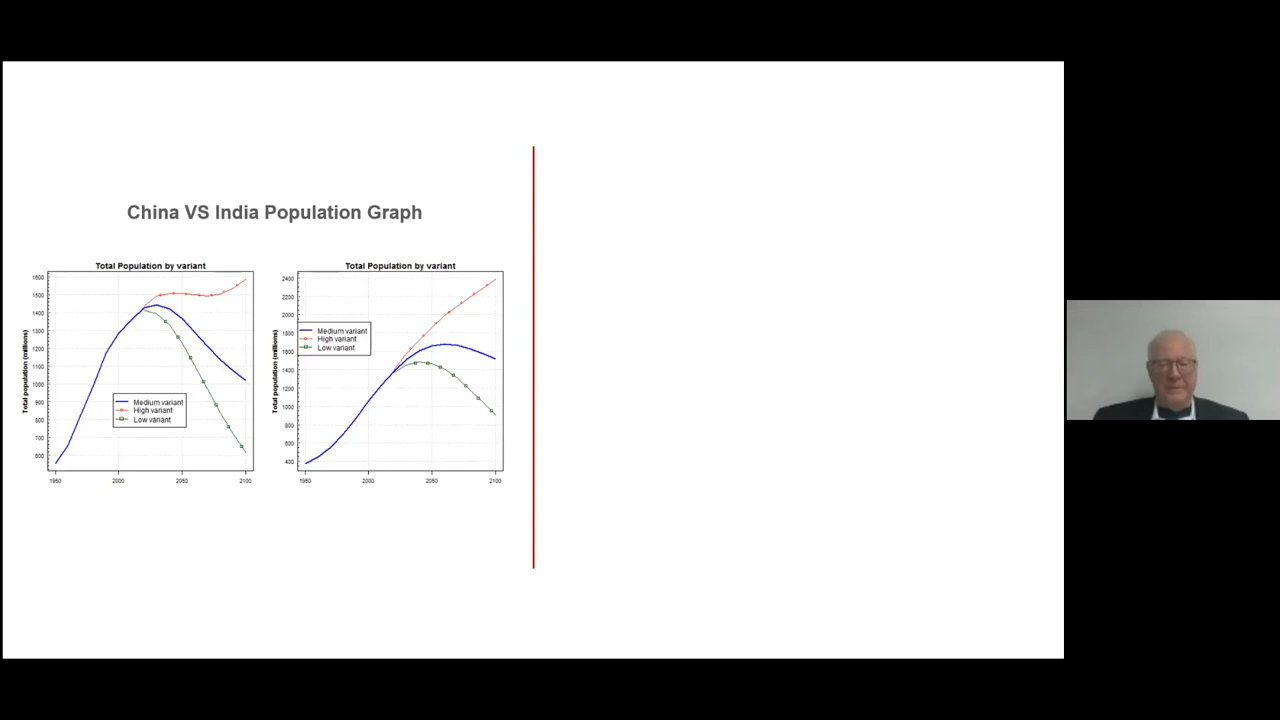 China VS India Population Graph
Total Population by variant
Total population (millions)
1600
1500
1400
1300
1200
1100
1000
900
800
700
600
1950
2000
2050
2100
Medium variant
High variant
Low variant
Total Population by variant
Total population (millions)
2400
2200
2000
1800
1600
1400
1200
1000
800
600
400
1950
2000
2050
2100
Medium variant
High variant
Low variant